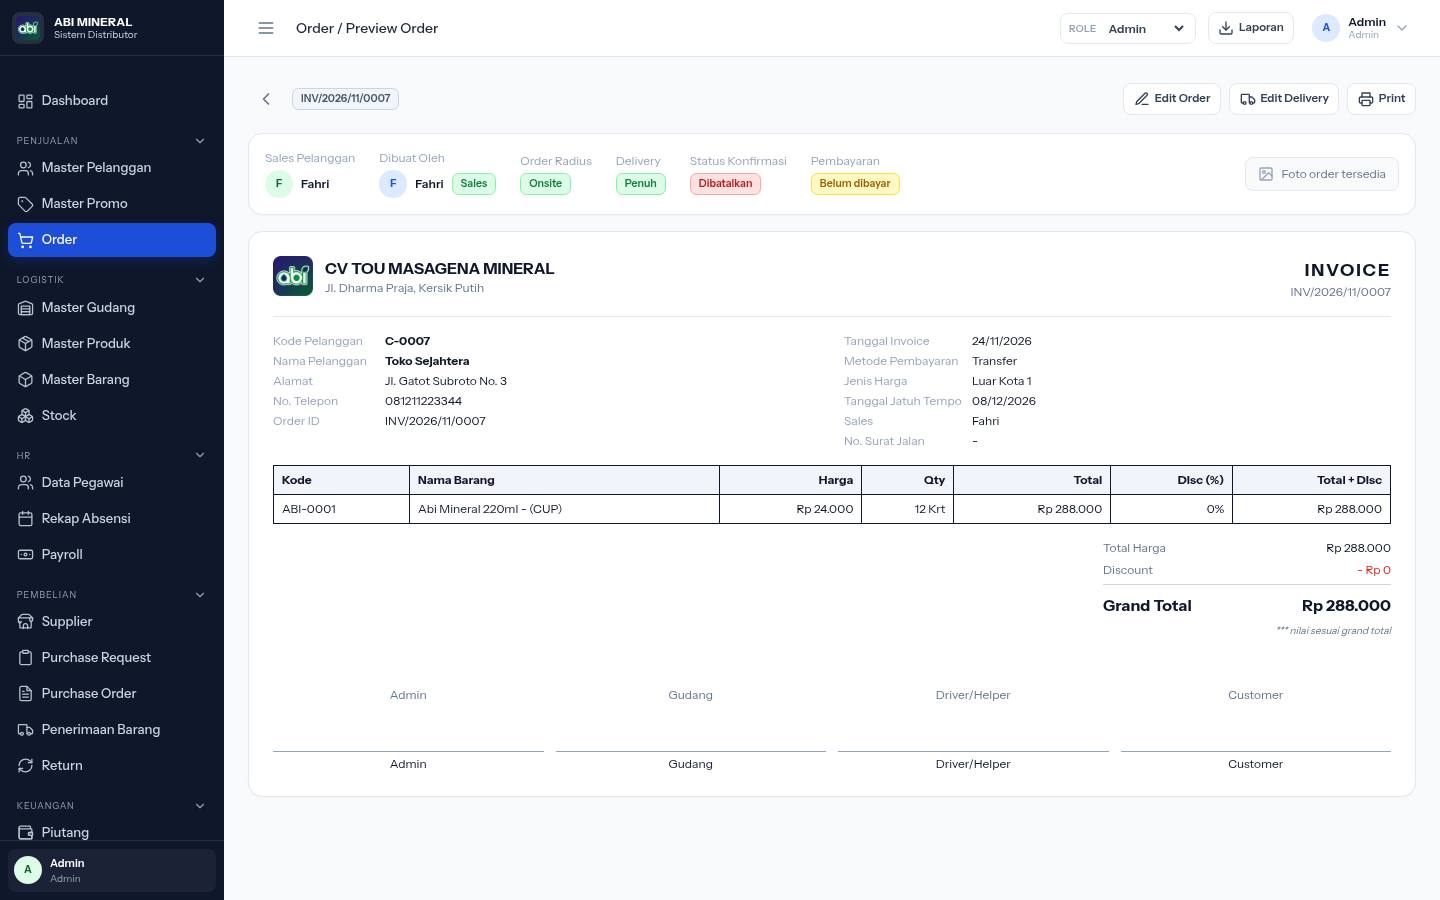 abi
ABI MINERAL
Sistem Distributor
Dashboard
PENJUALAN
Master Pelanggan
Master Promo
Order
LOGISTIK
Master Gudang
Master Produk
Master Barang
Stock
HR
Data Pegawai
Rekap Absensi
Payroll
PEMBELIAN
Supplier
Purchase Request
Purchase Order
Penerimaan Barang
Return
KEUANGAN
Piutang
A
Admin
Admin
Order / Preview Order
ROLE Admin
Laporan
A
Admin
Admin
INV/2026/11/0007
Edit Order
Edit Delivery
Print
Sales Pelanggan
F Fahri
Dibuat Oleh
F Fahri Sales
Order Radius
Onsite
Delivery
Penuh
Status Konfirmasi
Dibatalkan
Pembayaran
Belum dibayar
Foto order tersedia
abi
CV TOU MASAGENA MINERAL
Jl. Dharma Praja, Kersik Putih
INVOICE
INV/2026/11/0007
Kode Pelanggan C-0007
Nama Pelanggan Toko Sejahtera
Alamat Jl. Gatot Subroto No. 3
No. Telepon 081211223344
Order ID INV/2026/11/0007
Tanggal Invoice 24/11/2026
Metode Pembayaran Transfer
Jenis Harga Luar Kota 1
Tanggal Jatuh Tempo 08/12/2026
Sales Fahri
No. Surat Jalan -
Kode Nama Barang Harga Qty Total Disc (%) Total + Disc
ABI-0001 Abi Mineral 220ml - (CUP) Rp 24.000 12 Krt Rp 288.000 0% Rp 288.000
Total Harga Rp 288.000
Discount - Rp 0
Grand Total Rp 288.000
*** nilai sesuai grand total
Admin Gudang Driver/Helper Customer
Admin Gudang Driver/Helper Customer